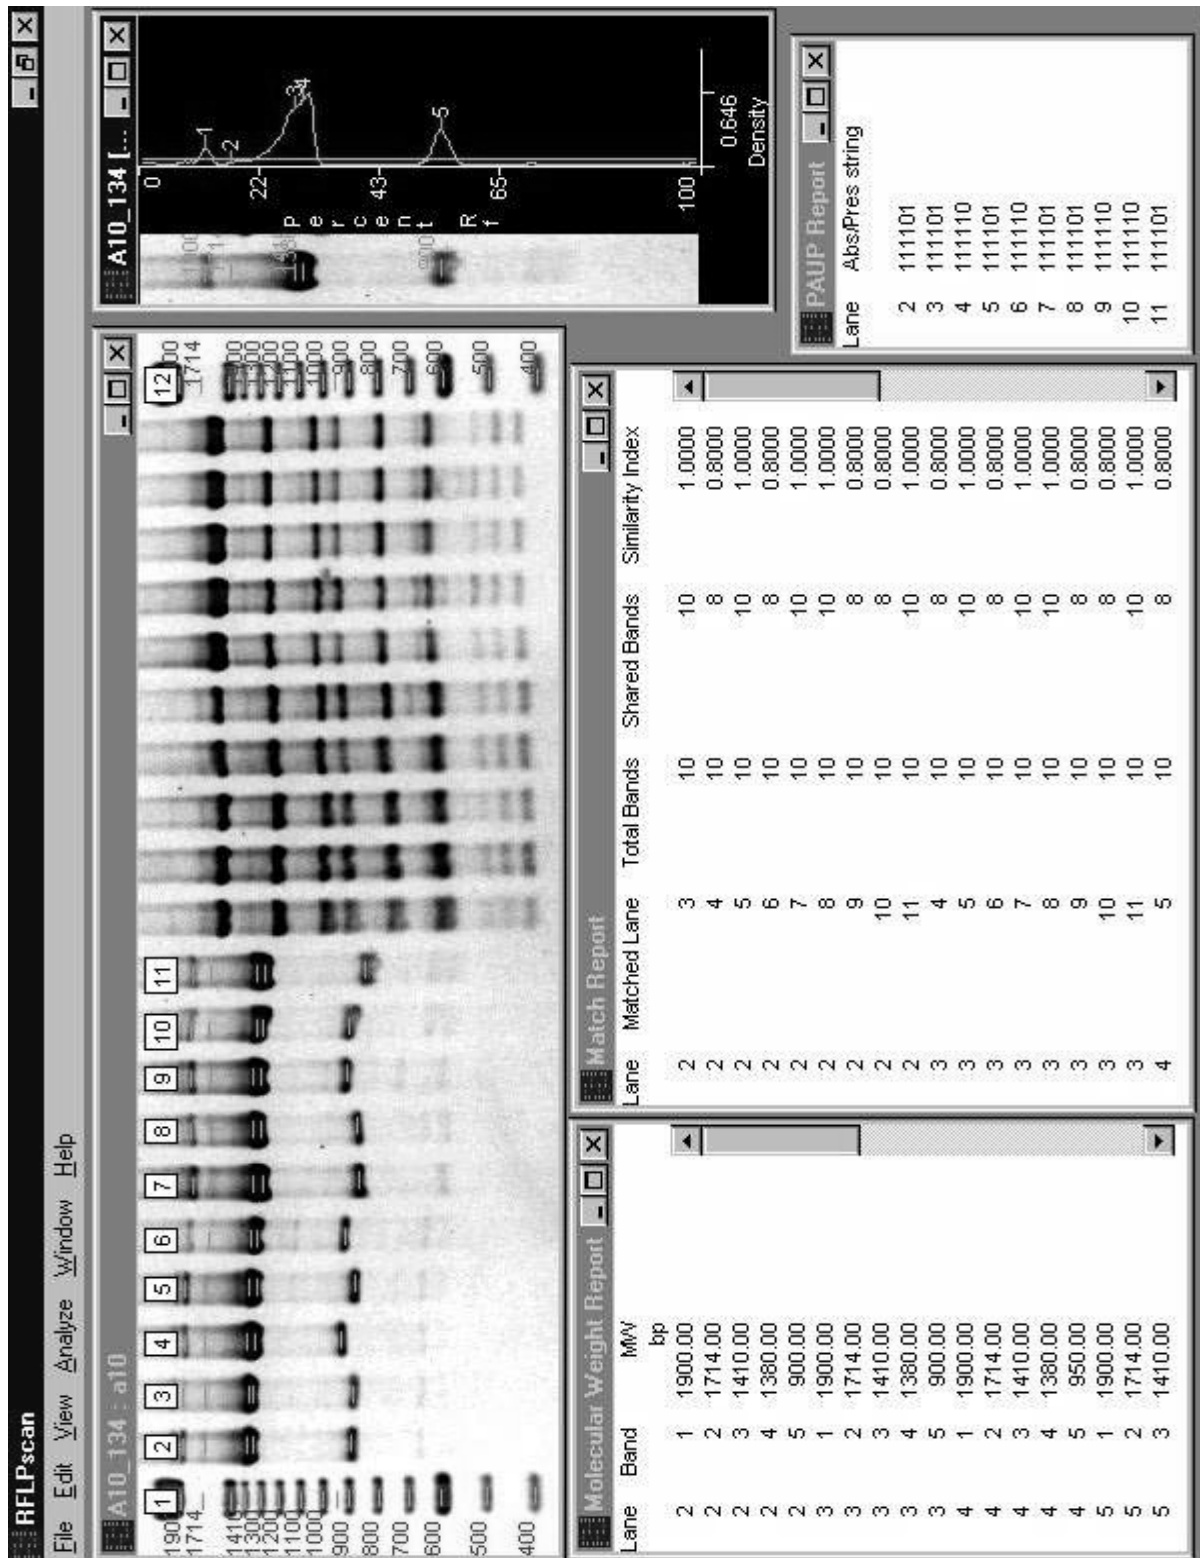 RFLPscan
File Edit View Analyze Window Help
A10_134 : a10
1 2 3 4 5 6 7 8 9 10 11 12
190
1714
1410
1300
1200
1100
1000
900
800
700
600
500
400
1714
1300
1200
1100
1000
900
800
700
600
500
400
A10_134 [...
0
22
43
65
100
Percent Rf
1
2
3
4
5
0.646
Density
Molecular Weight Report
Lane Band MW
bp
2 1 1900.00
2 2 1714.00
2 3 1410.00
2 4 1380.00
2 5 900.00
3 1 1900.00
3 2 1714.00
3 3 1410.00
3 4 1380.00
3 5 900.00
4 1 1900.00
4 2 1714.00
4 3 1410.00
4 4 1380.00
4 5 950.00
5 1 1900.00
5 2 1714.00
5 3 1410.00
Match Report
Lane Matched Lane Total Bands Shared Bands Similarity Index
2 3 10 10 1.0000
2 4 10 8 0.8000
2 5 10 10 1.0000
2 6 10 8 0.8000
2 7 10 10 1.0000
2 8 10 10 1.0000
2 9 10 8 0.8000
2 10 10 8 0.8000
2 11 10 10 1.0000
3 4 10 8 0.8000
3 5 10 10 1.0000
3 6 10 8 0.8000
3 7 10 10 1.0000
3 8 10 10 1.0000
3 9 10 8 0.8000
3 10 10 8 0.8000
3 11 10 10 1.0000
4 5 10 8 0.8000
PAUP Report
Lane Abs/Pres string
2 111101
3 111101
4 111110
5 111101
6 111110
7 111101
8 111101
9 111110
10 111110
11 111101